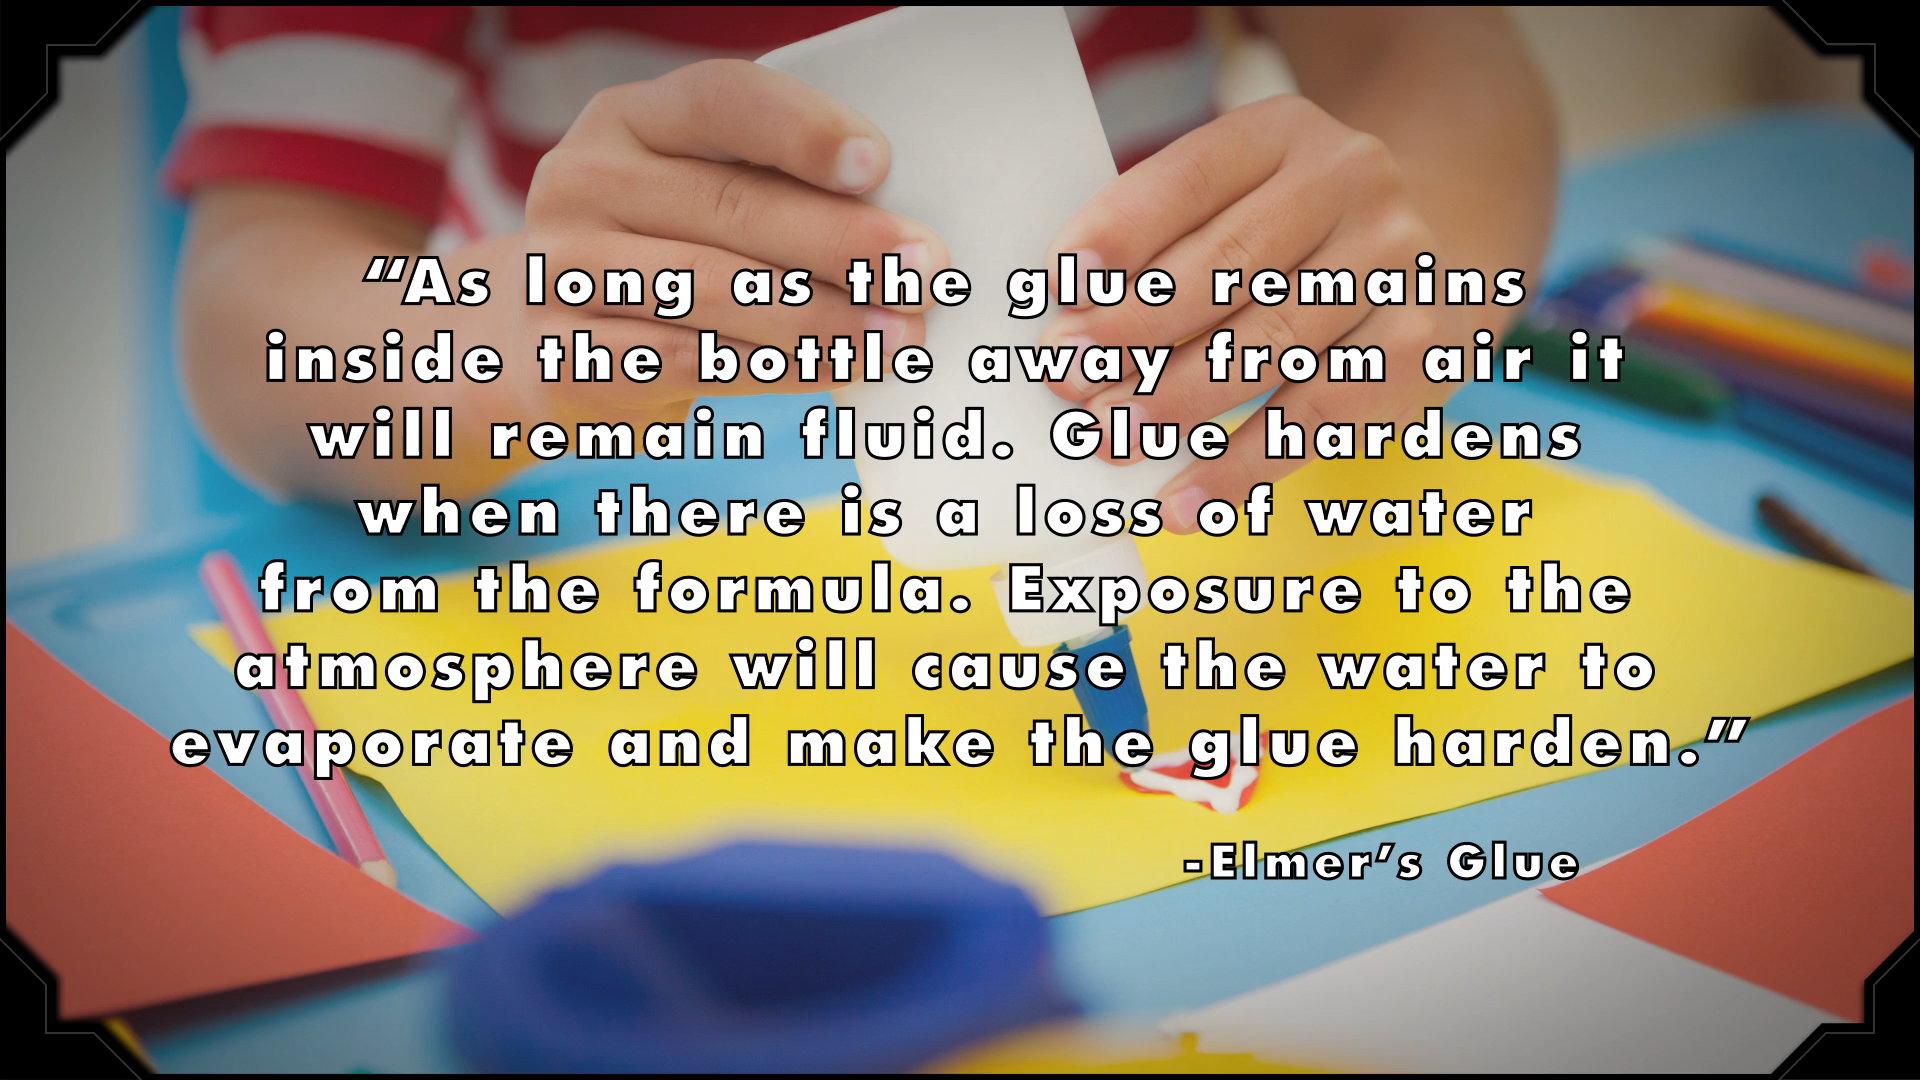 “As long as the glue remains
inside the bottle away from air it
will remain fluid. Glue hardens
when there is a loss of water
from the formula. Exposure to the
atmosphere will cause the water to
evaporate and make the glue harden.”
-Elmer’s Glue